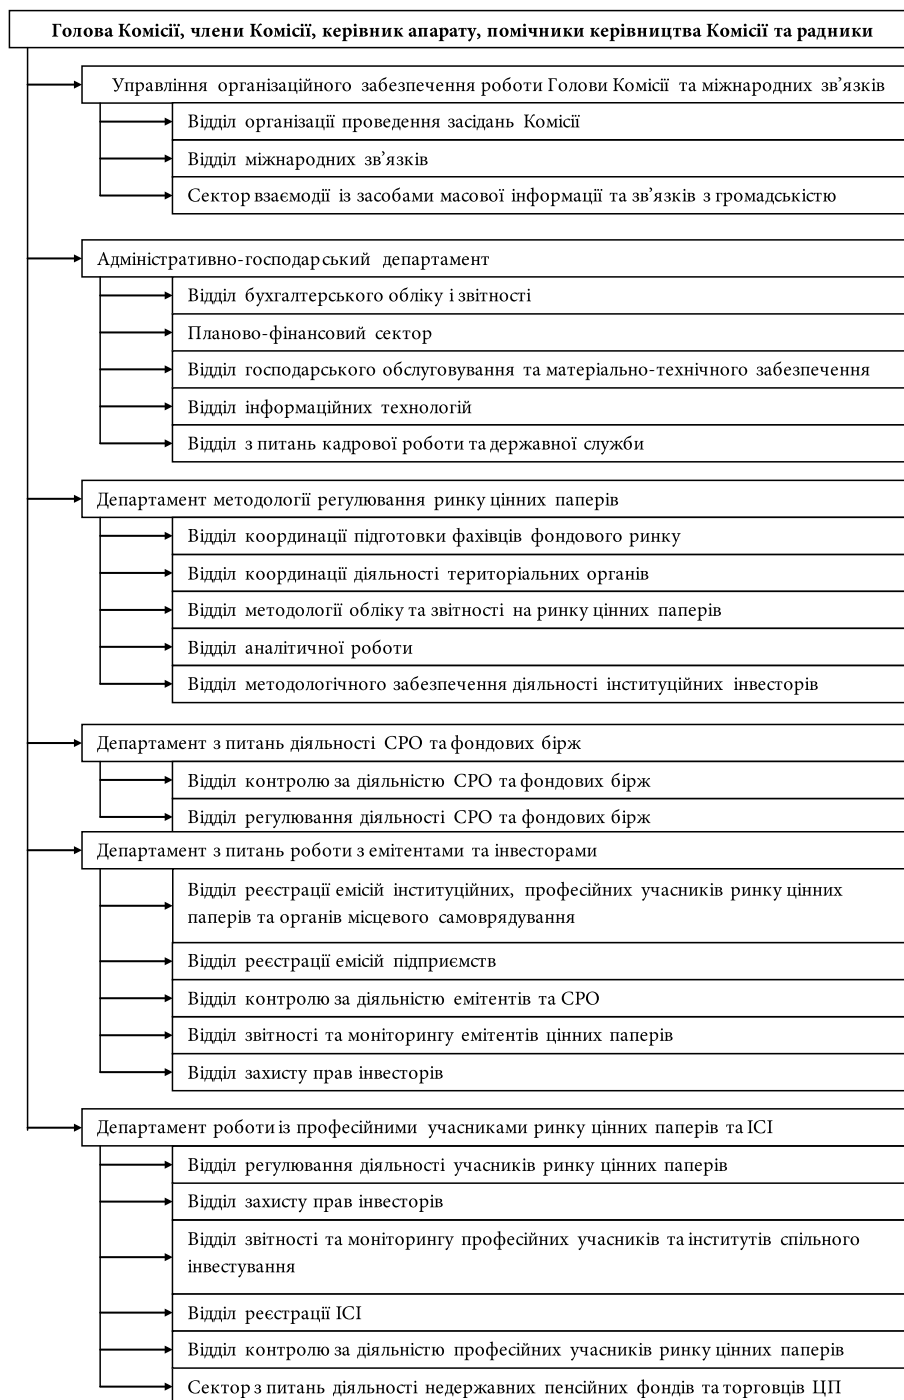 Голова Комісії, члени Комісії, керівник апарату, помічники керівництва Комісії та радники
Управління організаційного забезпечення роботи Голови Комісії та міжнародних зв’язків
Відділ організації проведення засідань Комісії
Відділ міжнародних зв’язків
Сектор взаємодії із засобами масової інформації та зв’язків з громадськістю
Адміністративно-господарський департамент
Відділ бухгалтерського обліку і звітності
Планово-фінансовий сектор
Відділ господарського обслуговування та матеріально-технічного забезпечення
Відділ інформаційних технологій
Відділ з питань кадрової роботи та державної служби
Департамент методології регулювання ринку цінних паперів
Відділ координації підготовки фахівців фондового ринку
Відділ координації діяльності територіальних органів
Відділ методології обліку та звітності на ринку цінних паперів
Відділ аналітичної роботи
Відділ методологічного забезпечення діяльності інституційних інвесторів
Департамент з питань діяльності СРО та фондових бірж
Відділ контролю за діяльністю СРО та фондових бірж
Відділ регулювання діяльності СРО та фондових бірж
Департамент з питань роботи з емітентами та інвесторами
Відділ реєстрації емісій інституційних, професійних учасників ринку цінних
паперів та органів місцевого самоврядування
Відділ реєстрації емісій підприємств
Відділ контролю за діяльністю емітентів та СРО
Відділ звітності та моніторингу емітентів цінних паперів
Відділ захисту прав інвесторів
Департамент роботи із професійними учасниками ринку цінних паперів та ІСІ
Відділ регулювання діяльності учасників ринку цінних паперів
Відділ захисту прав інвесторів
Відділ звітності та моніторингу професійних учасників та інститутів спільного
інвестування
Відділ реєстрації ІСІ
Відділ контролю за діяльністю професійних учасників ринку цінних паперів
Сектор з питань діяльності недержавних пенсійних фондів та торговців ЦП